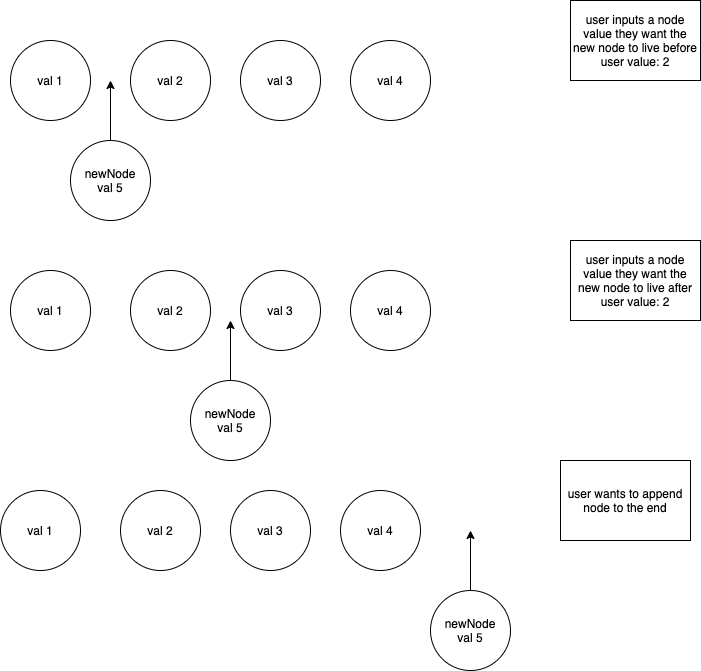 user inputs a node
value they want the
new node to live before
user value: 2
val 1
val 2
val 3
val 4
newNode
val 5
user inputs a node
value they want the
new node to live after
user value: 2
val 1
val 2
val 3
val 4
newNode
val 5
user wants to append
node to the end
val 1
val 2
val 3
val 4
newNode
val 5